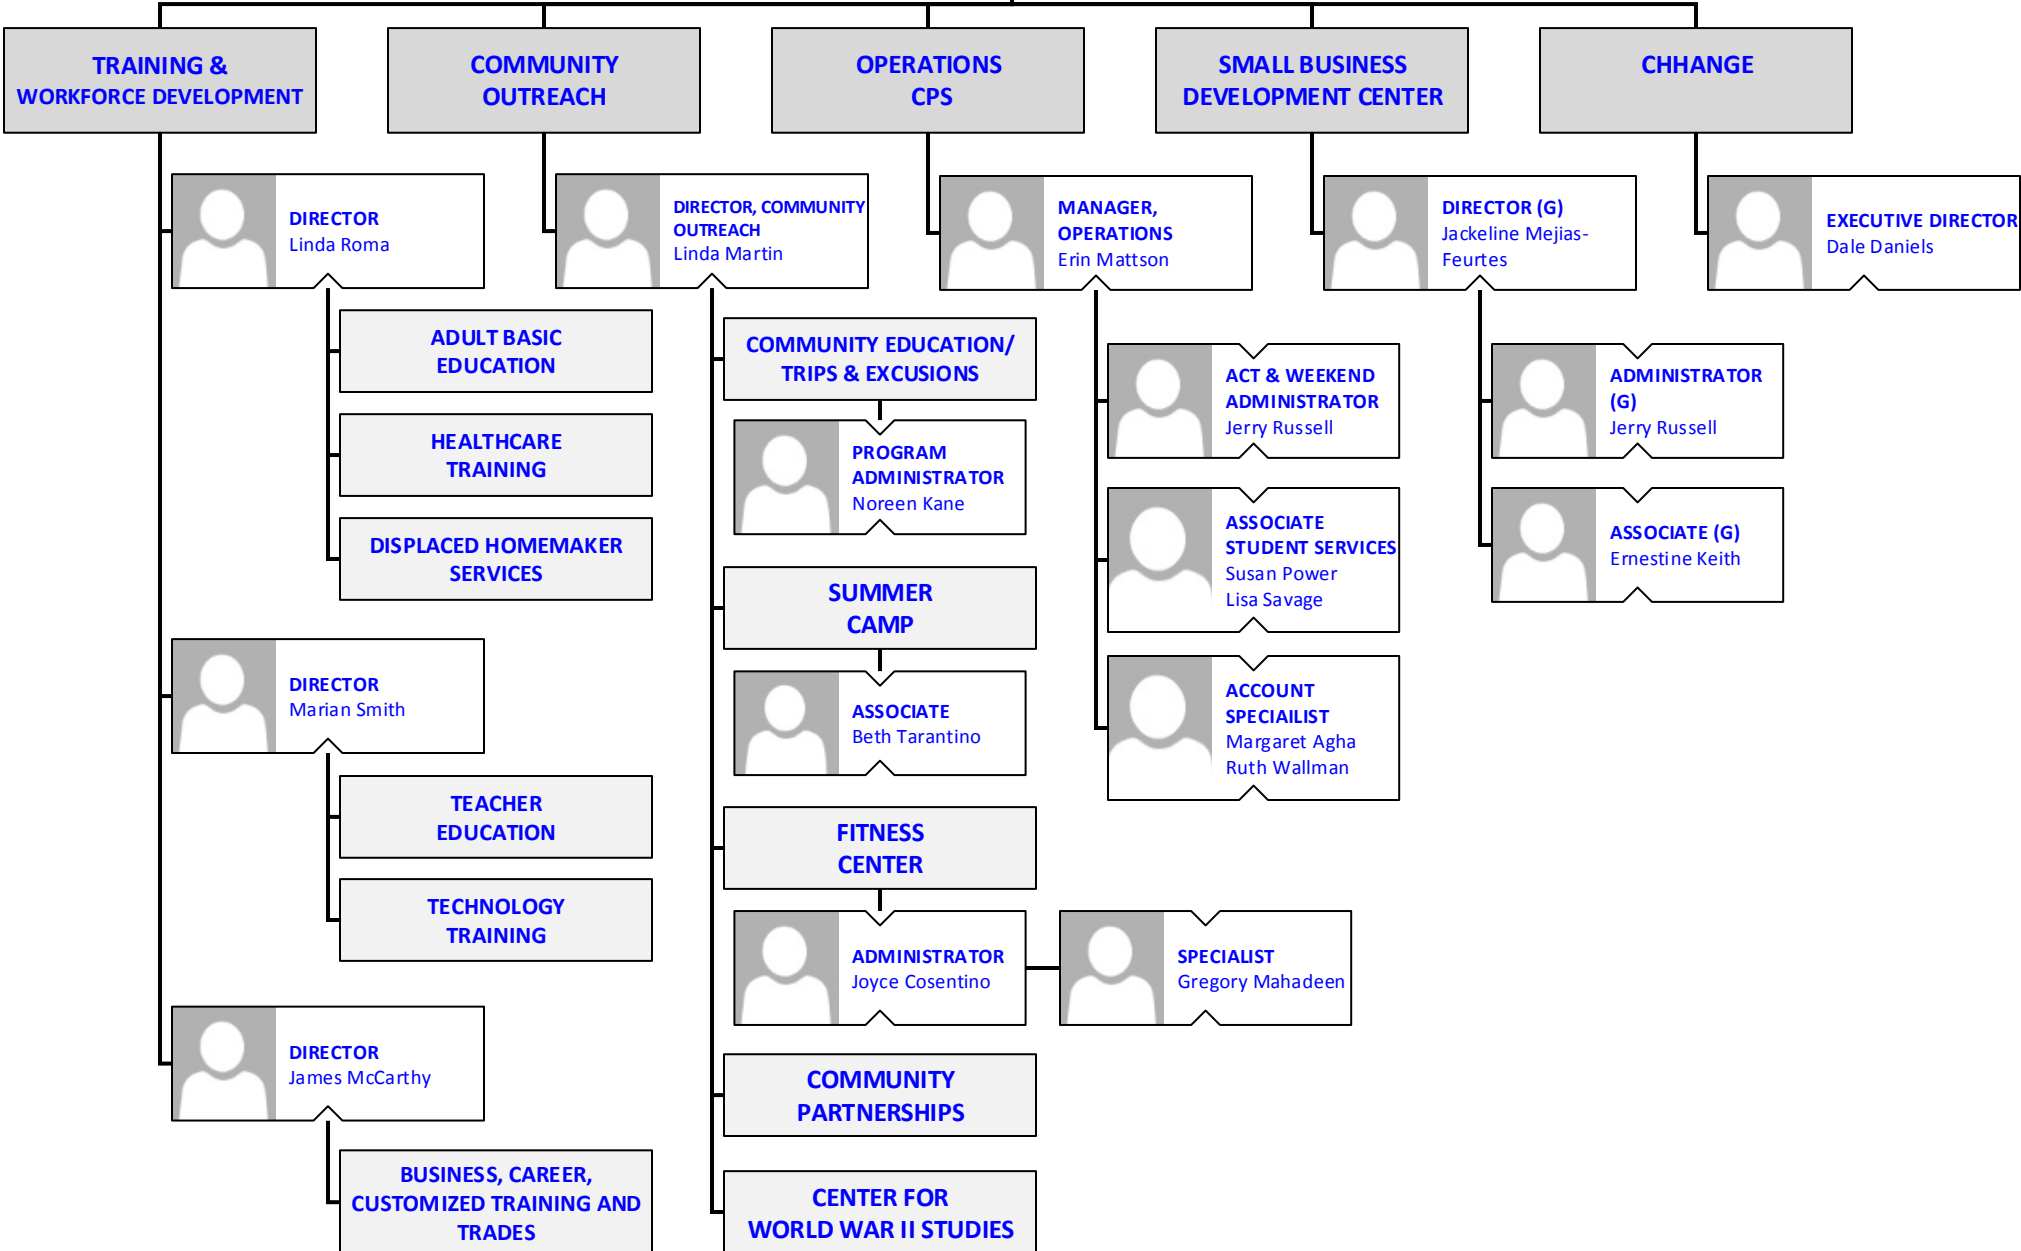 TRAINING &
WORKFORCE DEVELOPMENT
COMMUNITY
OUTREACH
OPERATIONS
CPS
SMALL BUSINESS
DEVELOPMENT CENTER
CHHANGE
DIRECTOR
Linda Roma
ADULT BASIC
EDUCATION
HEALTHCARE
TRAINING
DISPLACED HOMEMAKER
SERVICES
DIRECTOR
Marian Smith
TEACHER
EDUCATION
TECHNOLOGY
TRAINING
DIRECTOR
James McCarthy
BUSINESS, CAREER,
CUSTOMIZED TRAINING AND
TRADES
DIRECTOR, COMMUNITY
OUTREACH
Linda Martin
COMMUNITY EDUCATION/
TRIPS & EXCUSIONS
PROGRAM
ADMINISTRATOR
Noreen Kane
SUMMER
CAMP
ASSOCIATE
Beth Tarantino
FITNESS
CENTER
ADMINISTRATOR
Joyce Cosentino
SPECIALIST
Gregory Mahadeen
COMMUNITY
PARTNERSHIPS
CENTER FOR
WORLD WAR II STUDIES
MANAGER,
OPERATIONS
Erin Mattson
ACT & WEEKEND
ADMINISTRATOR
Jerry Russell
ASSOCIATE
STUDENT SERVICES
Susan Power
Lisa Savage
ACCOUNT
SPECIAILIST
Margaret Agha
Ruth Wallman
DIRECTOR (G)
Jackeline Mejias-
Feurtes
ADMINISTRATOR
(G)
Jerry Russell
ASSOCIATE (G)
Ernestine Keith
EXECUTIVE DIRECTOR
Dale Daniels